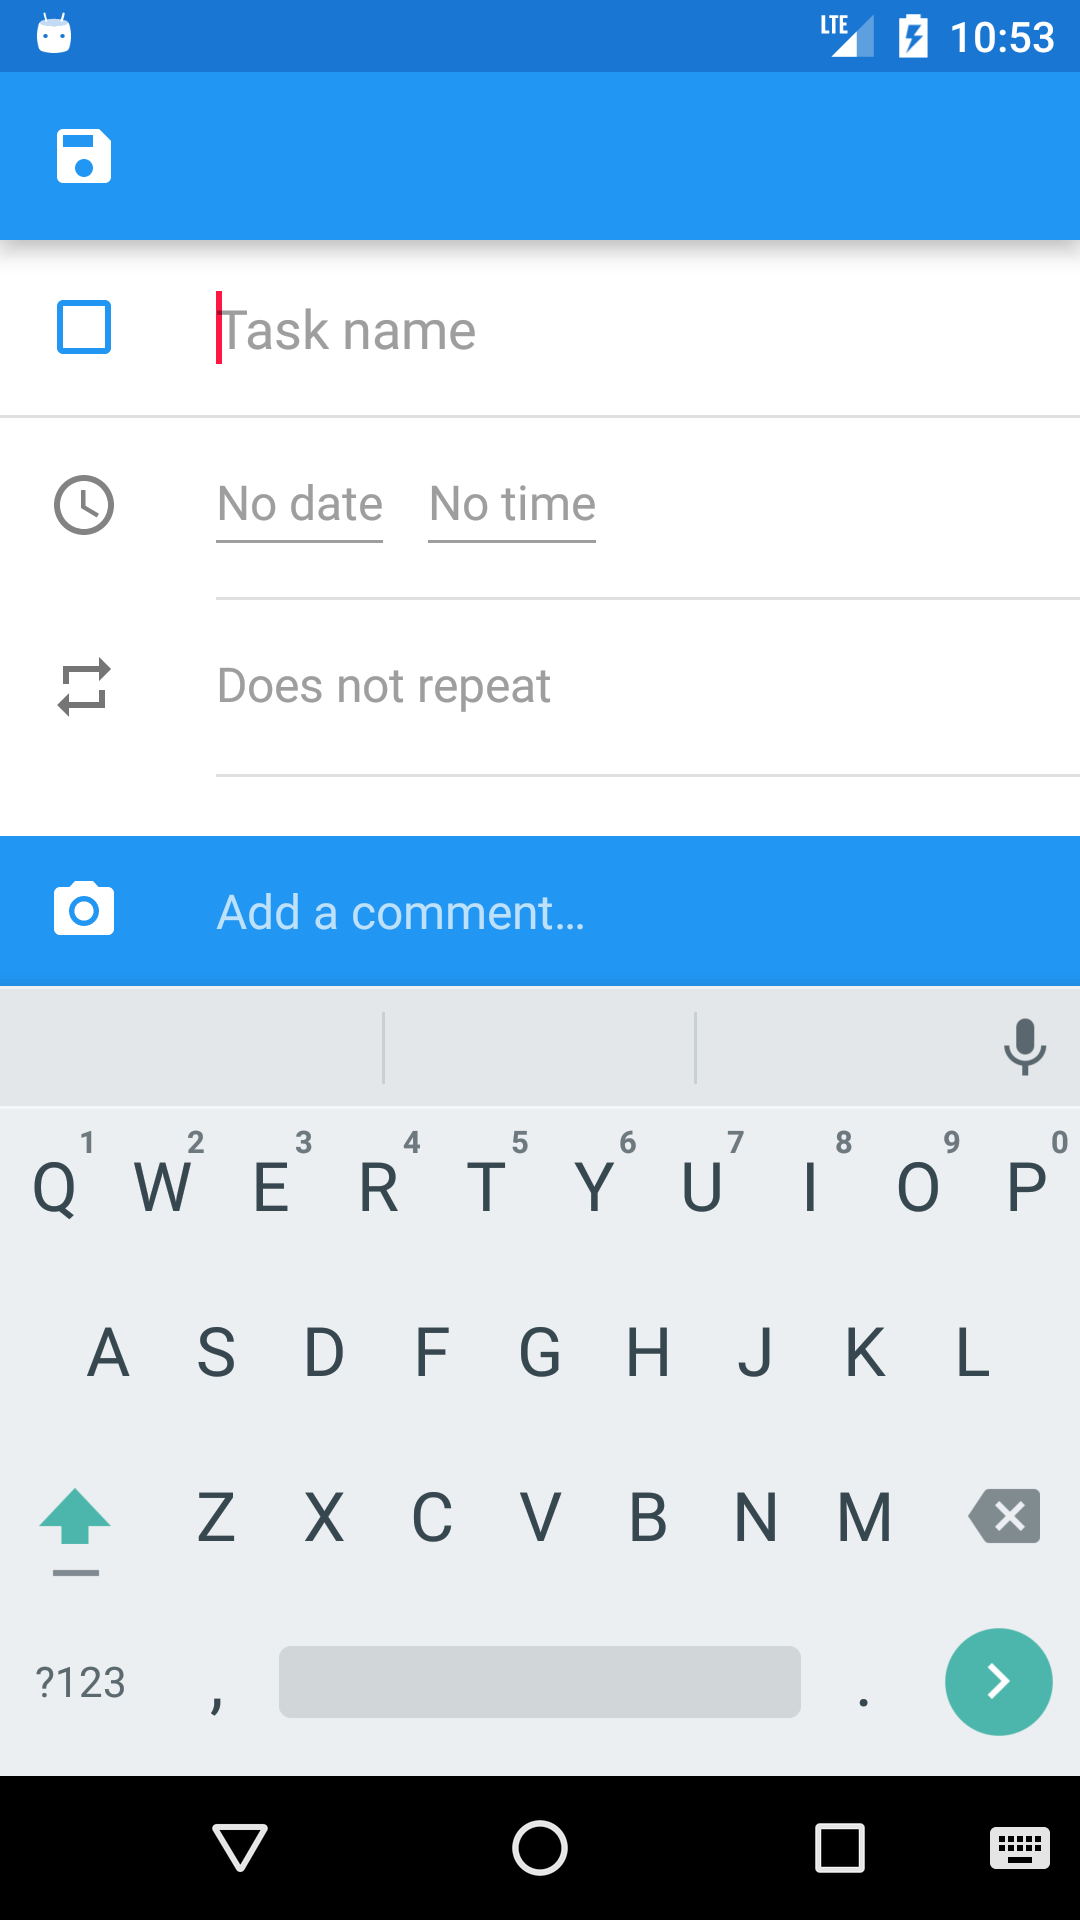 LTE 10:53
Task name
No date No time
Does not repeat
Add a comment...
1 2 3 4 5 6 7 8 9 0
Q W E R T Y U I O P
A S D F G H J K L
Z X C V B N M
?123 , .